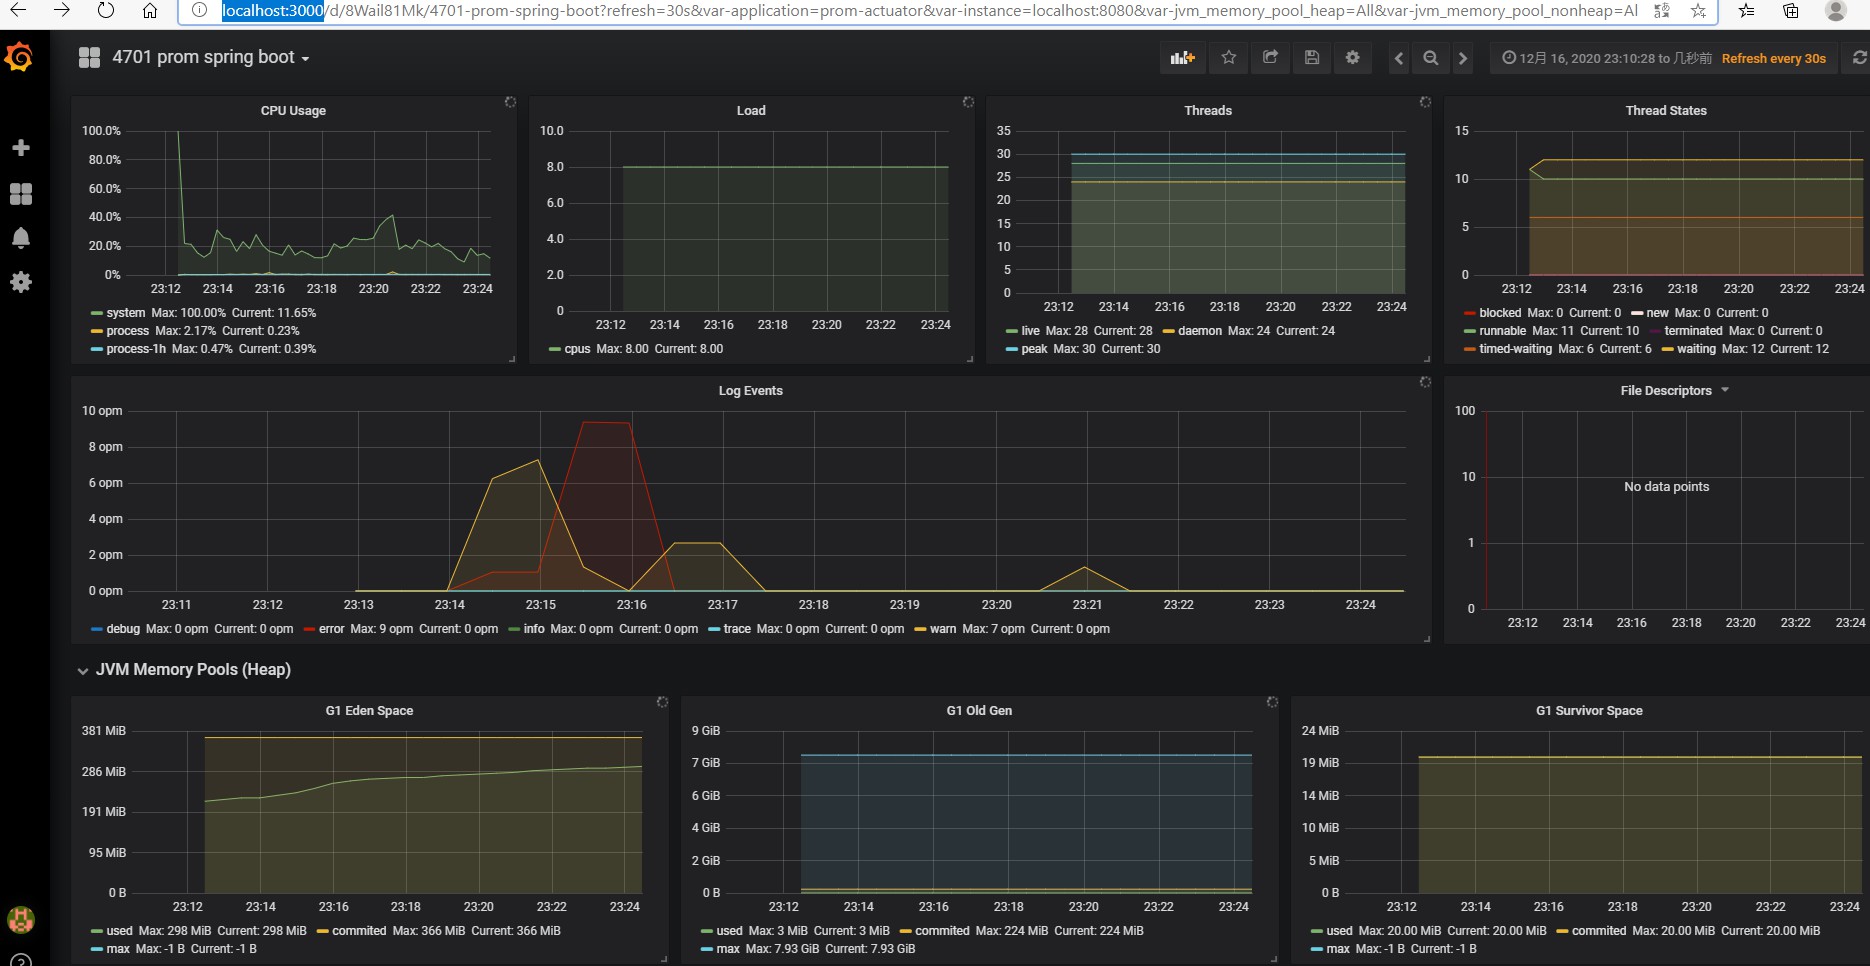 localhost:3000/d/8Wail81Mk/4701-prom-spring-boot?refresh=30s&var-application=prom-actuator&var-instance=localhost:8080&var-jvm_memory_pool_heap=All&var-jvm_memory_pool_nonheap=Al
4701 prom spring boot
12月 16, 2020 23:10:28 to 几秒前 Refresh every 30s
CPU Usage
100.0%
80.0%
60.0%
40.0%
20.0%
0%
23:12 23:14 23:16 23:18 23:20 23:22 23:24
system Max: 100.00% Current: 11.65%
process Max: 2.17% Current: 0.23%
process-1h Max: 0.47% Current: 0.39%
Load
10.0
8.0
6.0
4.0
2.0
0
23:12 23:14 23:16 23:18 23:20 23:22 23:24
cpus Max: 8.00 Current: 8.00
Threads
35
30
25
20
15
10
5
0
23:12 23:14 23:16 23:18 23:20 23:22 23:24
live Max: 28 Current: 28 daemon Max: 24 Current: 24
peak Max: 30 Current: 30
Thread States
15
10
5
0
23:12 23:14 23:16 23:18 23:20 23:22 23:24
blocked Max: 0 Current: 0 new Max: 0 Current: 0
runnable Max: 11 Current: 10 terminated Max: 0 Current: 0
timed-waiting Max: 6 Current: 6 waiting Max: 12 Current: 12
Log Events
10 opm
8 opm
6 opm
4 opm
2 opm
0 opm
23:11 23:12 23:13 23:14 23:15 23:16 23:17 23:18 23:19 23:20 23:21 23:22 23:23 23:24
debug Max: 0 opm Current: 0 opm error Max: 9 opm Current: 0 opm info Max: 0 opm Current: 0 opm trace Max: 0 opm Current: 0 opm warn Max: 7 opm Current: 0 opm
File Descriptors
100
10
1
0
No data points
23:12 23:14 23:16 23:18 23:20 23:22 23:24
JVM Memory Pools (Heap)
G1 Eden Space
381 MiB
286 MiB
191 MiB
95 MiB
0 B
23:12 23:14 23:16 23:18 23:20 23:22 23:24
used Max: 298 MiB Current: 298 MiB commited Max: 366 MiB Current: 366 MiB
max Max: -1 B Current: -1 B
G1 Old Gen
9 GiB
7 GiB
6 GiB
4 GiB
2 GiB
0 B
23:12 23:14 23:16 23:18 23:20 23:22 23:24
used Max: 3 MiB Current: 3 MiB commited Max: 224 MiB Current: 224 MiB
max Max: 7.93 GiB Current: 7.93 GiB
G1 Survivor Space
24 MiB
19 MiB
14 MiB
10 MiB
5 MiB
0 B
23:12 23:14 23:16 23:18 23:20 23:22 23:24
used Max: 20.00 MiB Current: 20.00 MiB commited Max: 20.00 MiB Current: 20.00 MiB
max Max: -1 B Current: -1 B